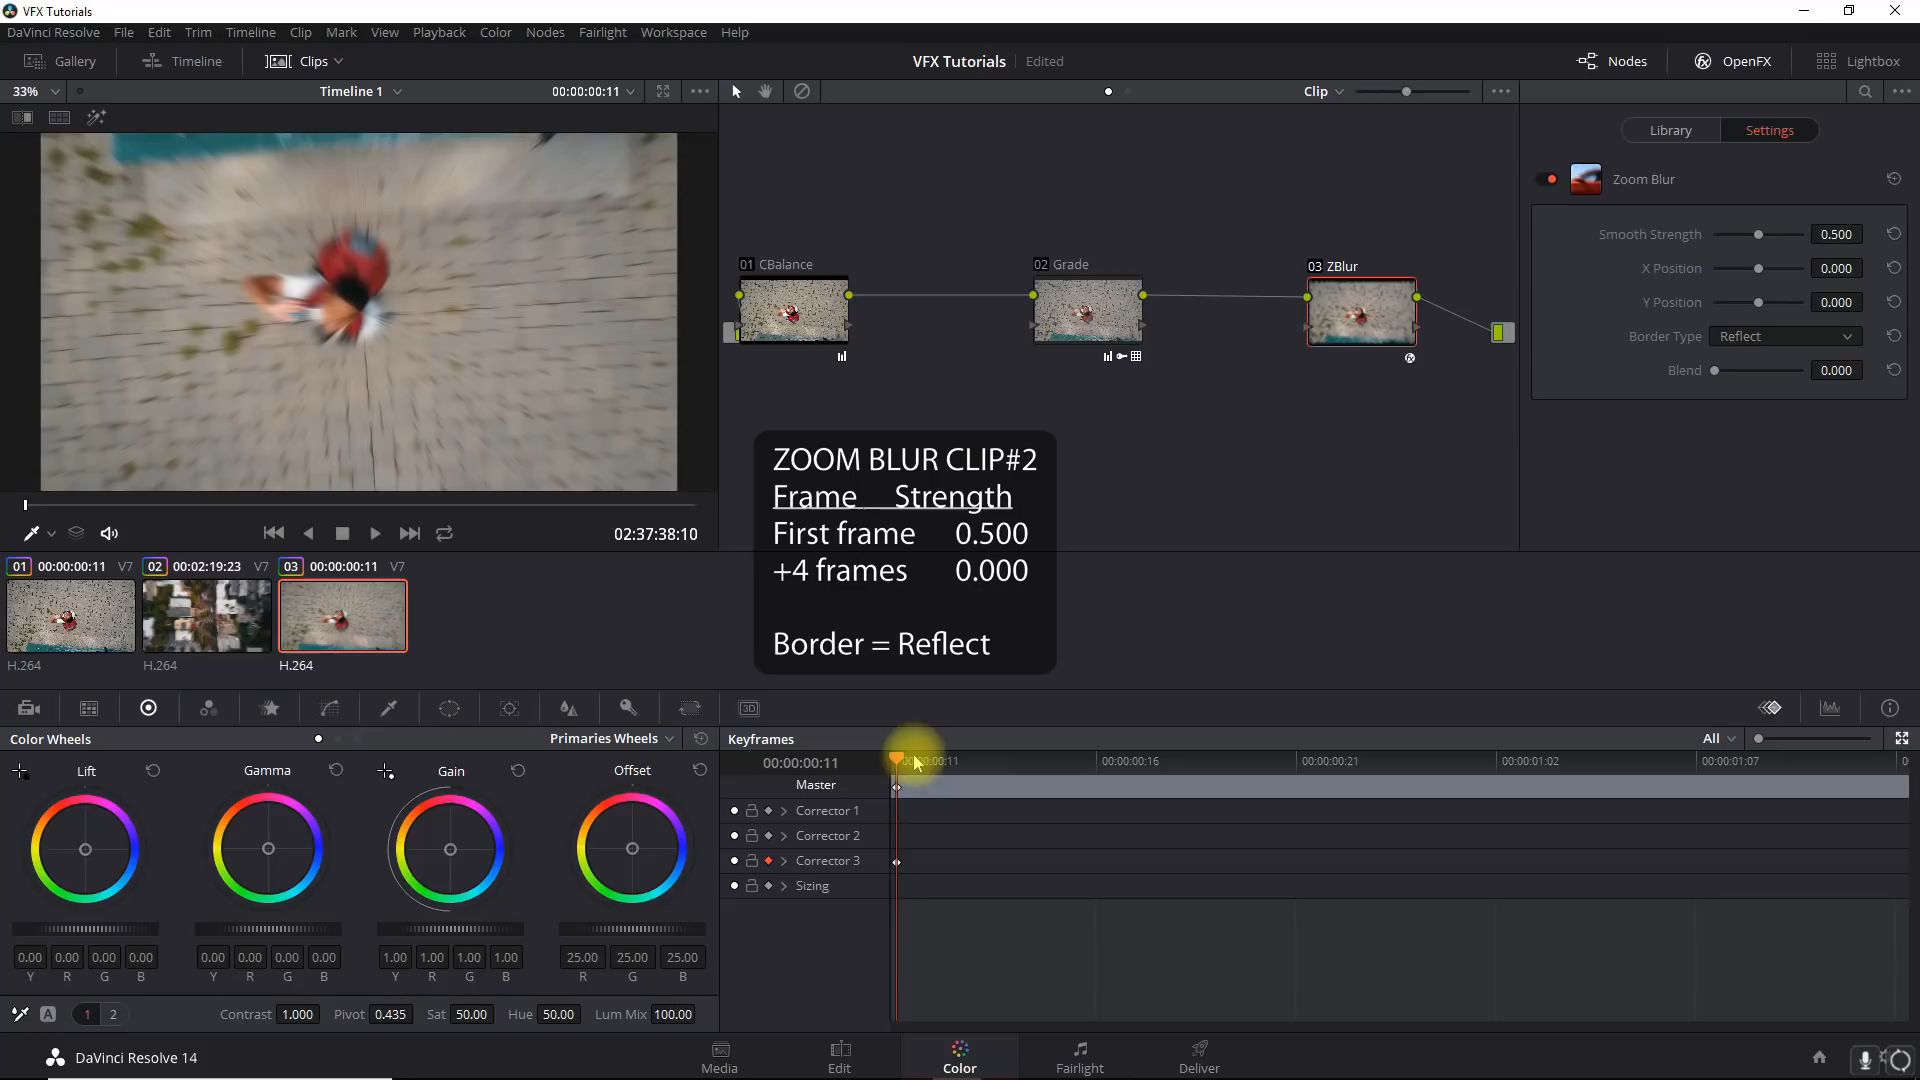 VFX Tutorials
DaVinci Resolve File Edit Trim Timeline Clip Mark View Playback Color Nodes Fairlight Workspace Help
Gallery Timeline Clips VFX Tutorials Edited Nodes OpenFX Lightbox
33% Timeline 1 00:00:00:11 Clip
Library Settings
Zoom Blur
Smooth Strength 0.500
X Position 0.000
Y Position 0.000
Border Type Reflect
Blend 0.000
01 CBalance 02 Grade 03 ZBlur
ZOOM BLUR CLIP#2
Frame Strength
First frame 0.500
+4 frames 0.000
Border = Reflect
02:37:38:10
01 00:00:00:11 V7 02 00:02:19:23 V7 03 00:00:00:11 V7
H.264 H.264 H.264
3D
Color Wheels Primaries Wheels
Lift Gamma Gain Offset
0.00 0.00 0.00 0.00 0.00 0.00 0.00 0.00 1.00 1.00 1.00 1.00 25.00 25.00 25.00
Y R G B Y R G B Y R G B R G B
A 1 2 Contrast 1.000 Pivot 0.435 Sat 50.00 Hue 50.00 Lum Mix 100.00
Keyframes All
00:00:00:11 00:00:00:11 00:00:00:16 00:00:00:21 00:00:01:02 00:00:01:07
Master
Corrector 1
Corrector 2
Corrector 3
Sizing
DaVinci Resolve 14 Media Edit Color Fairlight Deliver